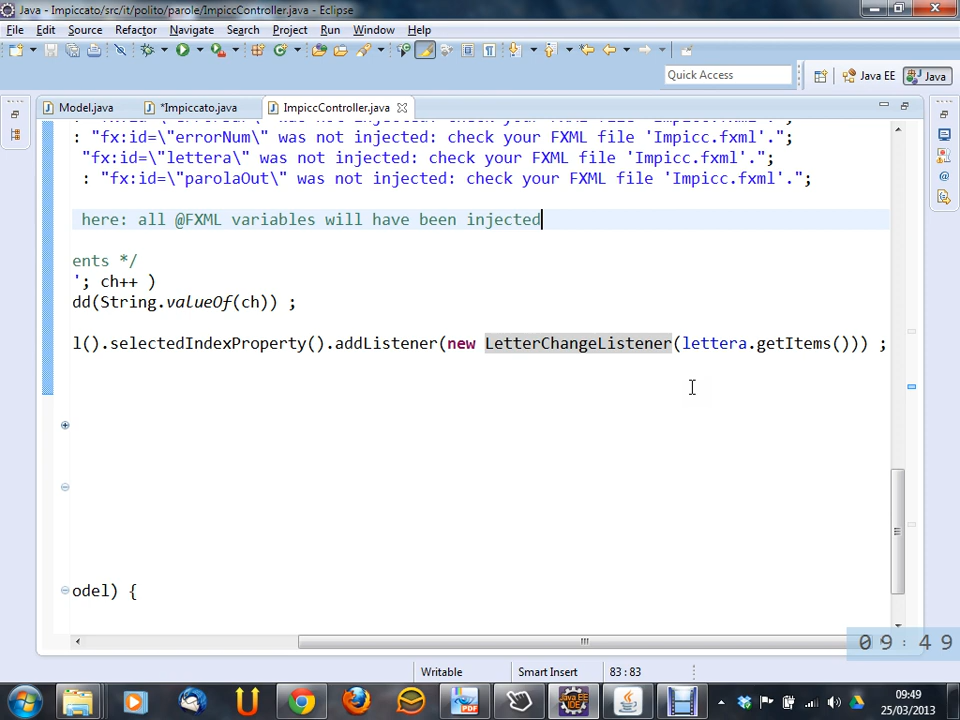 Java - Impiccato/src/it/polito/parole/ImpiccController.java - Eclipse
File Edit Source Refactor Navigate Search Project Run Window Help
Quick Access
Java EE
Java
Model.java
*Impiccato.java
ImpiccController.java
: "fx:id=\"errorNum\" was not injected: check your FXML file 'Impicc.fxml'.";
"fx:id=\"lettera\" was not injected: check your FXML file 'Impicc.fxml'.";
: "fx:id=\"parolaOut\" was not injected: check your FXML file 'Impicc.fxml'.";
here: all @FXML variables will have been injected
ents */
'; ch++ )
dd(String.valueOf(ch)) ;
l().selectedIndexProperty().addListener(new LetterChangeListener(lettera.getItems())) ;
odel) {
09:49
Writable
Smart Insert
83 : 83
09:49
25/03/2013